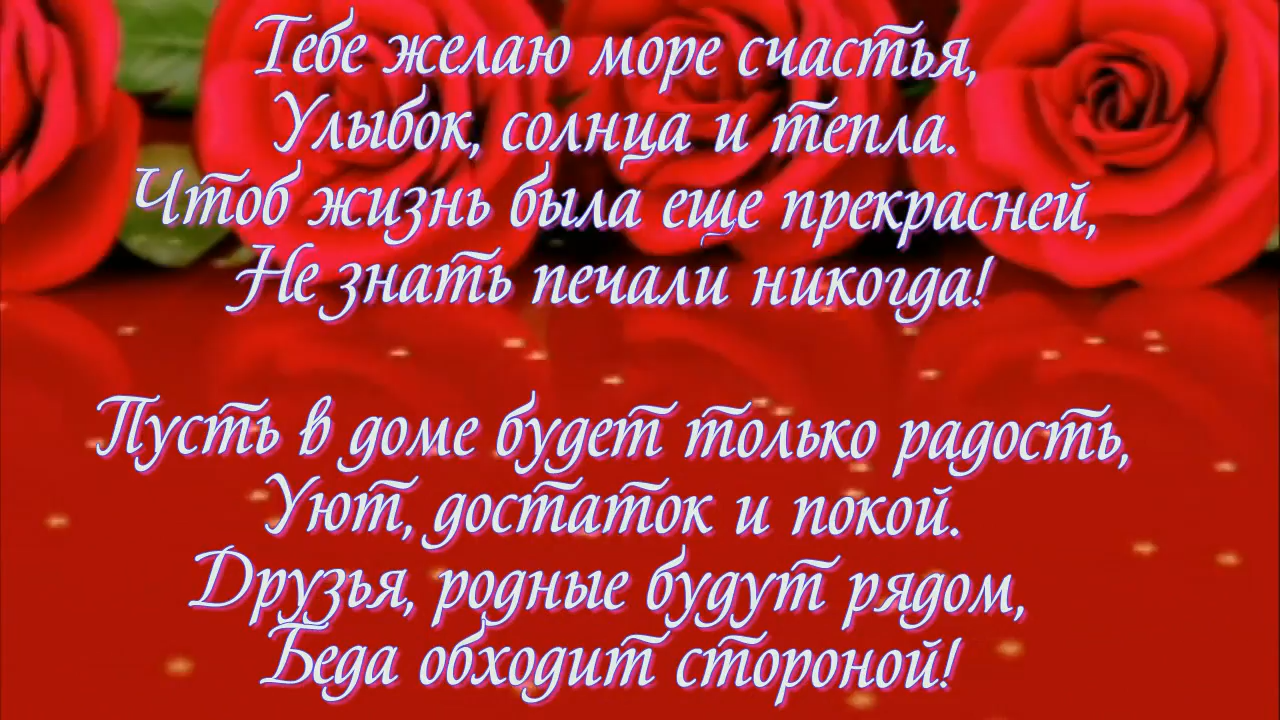 Тебе желаю море счастья,
Улыбок, солнца и тепла.
Чтоб жизнь была еще прекрасней,
Не знать печали никогда!
Пусть в доме будет только радость,
Уют, достаток и покой.
Друзья, родные будут рядом,
Беда обходит стороной!